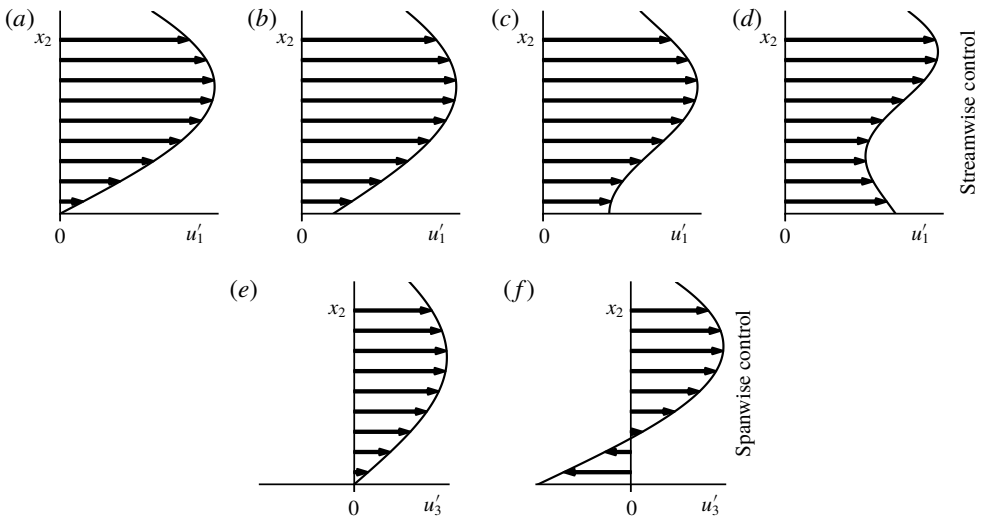 (a)
x₂
0
u′₁
(b)
x₂
0
u′₁
(c)
x₂
0
u′₁
(d)
x₂
0
u′₁
Streamwise control
(e)
x₂
0
u′₃
(f)
x₂
0
u′₃
Spanwise control